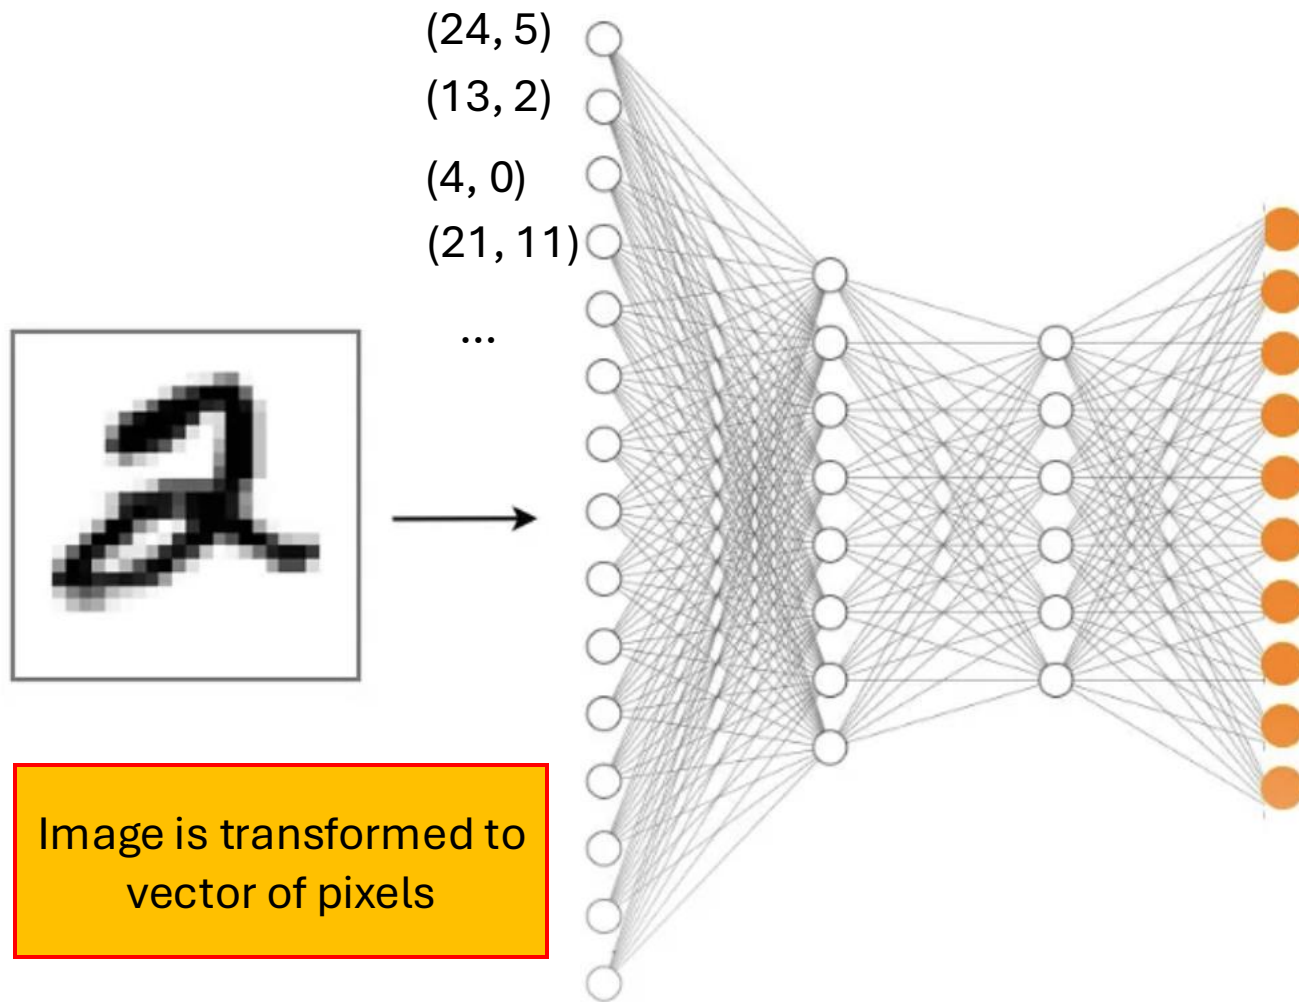 (24, 5)
(13, 2)
(4, 0)
(21, 11)
...
Image is transformed to
vector of pixels